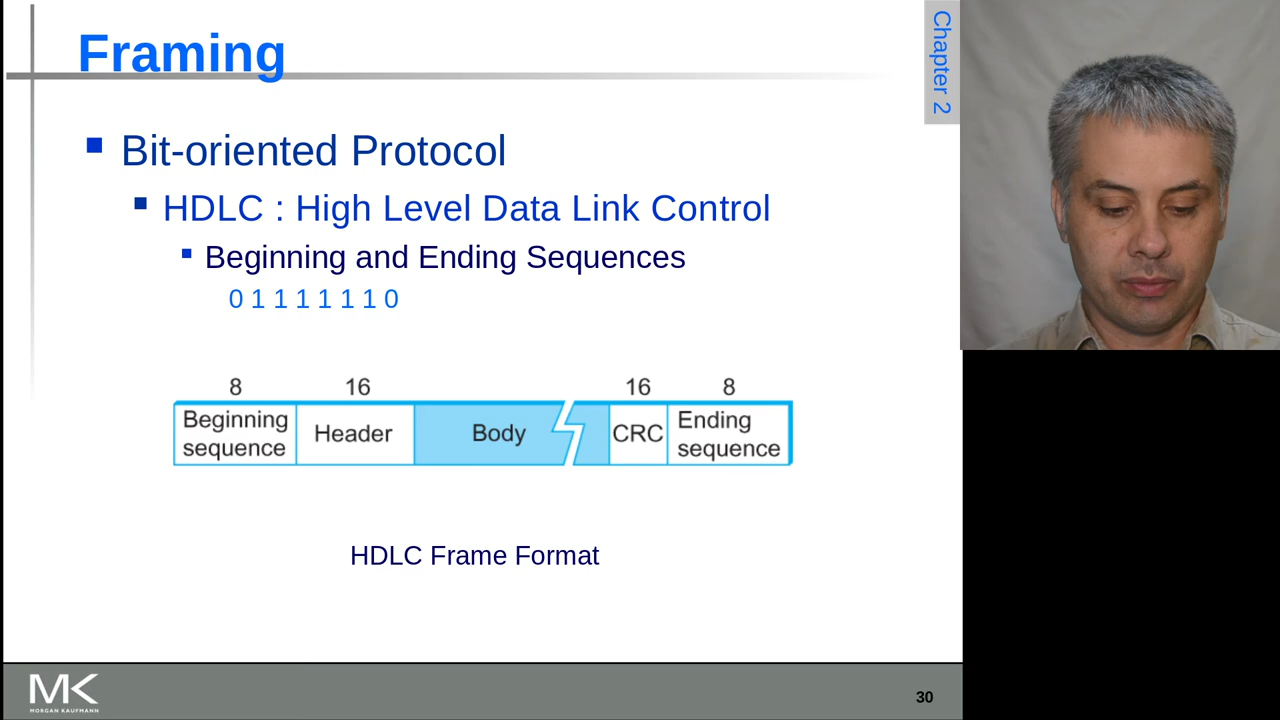 Framing
Chapter 2
Bit-oriented Protocol
HDLC : High Level Data Link Control
Beginning and Ending Sequences
0 1 1 1 1 1 1 0
8 16 16 8
Beginning sequence
Header
Body
CRC
Ending sequence
HDLC Frame Format
MK
MORGAN KAUFMANN
30